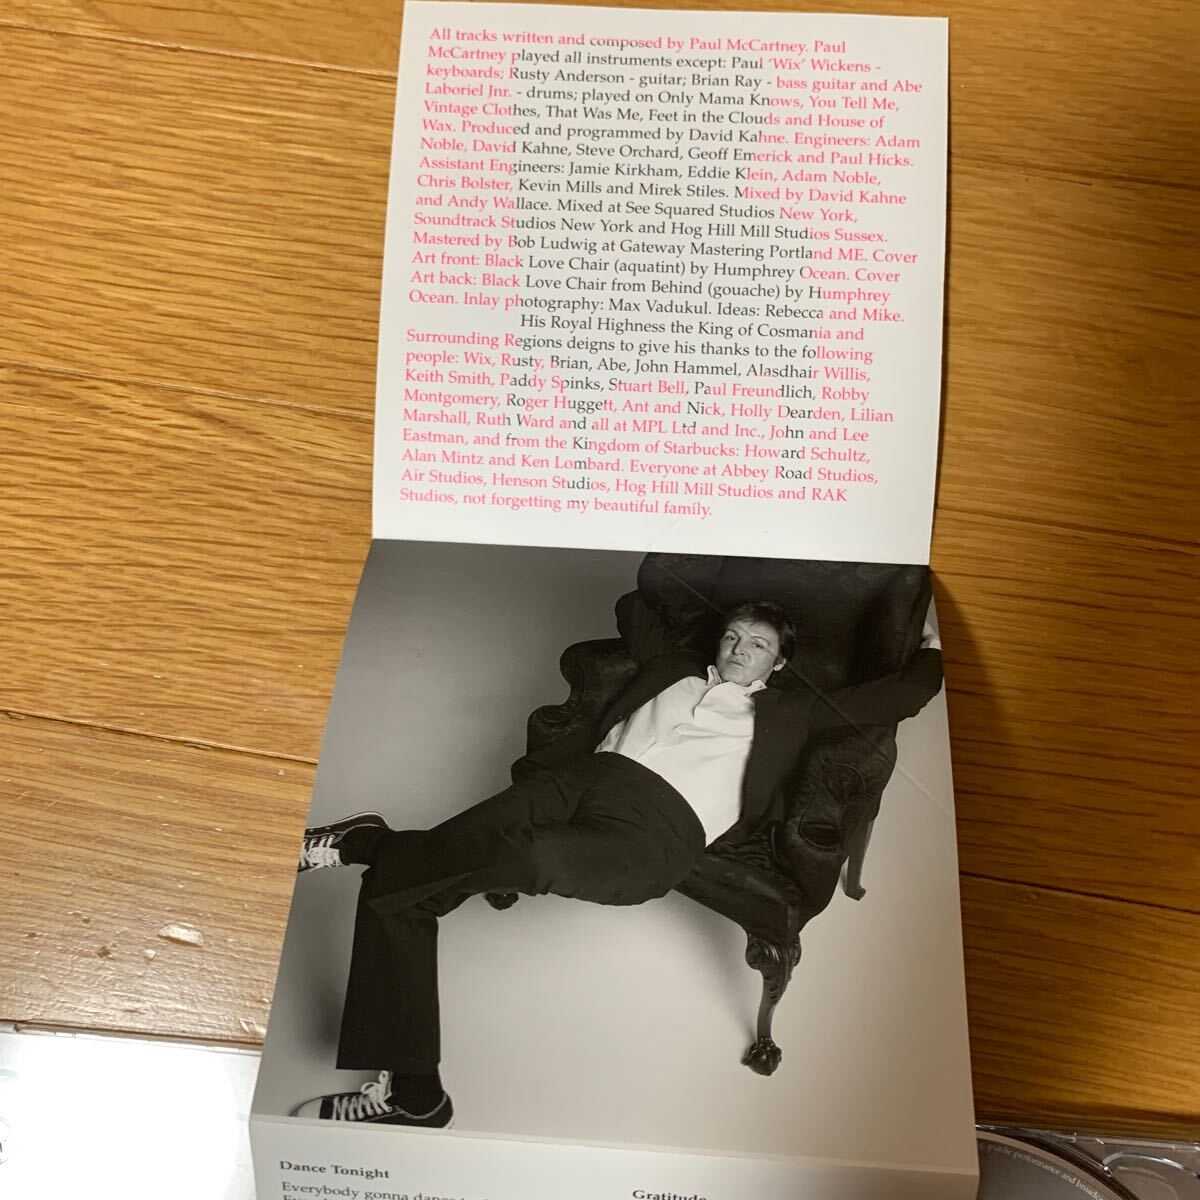 All tracks written and composed by Paul McCartney. Paul
McCartney played all instruments except: Paul ‘Wix’ Wickens -
keyboards; Rusty Anderson - guitar; Brian Ray - bass guitar and Abe
Laboriel Jnr. - drums; played on Only Mama Knows, You Tell Me,
Vintage Clothes, That Was Me, Feet in the Clouds and House of
Wax. Produced and programmed by David Kahne. Engineers: Adam
Noble, David Kahne, Steve Orchard, Geoff Emerick and Paul Hicks.
Assistant Engineers: Jamie Kirkham, Eddie Klein, Adam Noble,
Chris Bolster, Kevin Mills and Mirek Stiles. Mixed by David Kahne
and Andy Wallace. Mixed at See Squared Studios New York,
Soundtrack Studios New York and Hog Hill Mill Studios Sussex.
Mastered by Bob Ludwig at Gateway Mastering Portland ME. Cover
Art front: Black Love Chair (aquatint) by Humphrey Ocean. Cover
Art back: Black Love Chair from Behind (gouache) by Humphrey
Ocean. Inlay photography: Max Vadukul. Ideas: Rebecca and Mike.
His Royal Highness the King of Cosmania and
Surrounding Regions deigns to give his thanks to the following
people: Wix, Rusty, Brian, Abe, John Hammel, Alasdhair Willis,
Keith Smith, Paddy Spinks, Stuart Bell, Paul Freundlich, Robby
Montgomery, Roger Huggett, Ant and Nick, Holly Dearden, Lilian
Marshall, Ruth Ward and all at MPL Ltd and Inc., John and Lee
Eastman, and from the Kingdom of Starbucks: Howard Schultz,
Alan Mintz and Ken Lombard. Everyone at Abbey Road Studios,
Air Studios, Henson Studios, Hog Hill Mill Studios and RAK
Studios, not forgetting my beautiful family.
Dance Tonight
Everybody gonna dance
Gratitude
public performance and